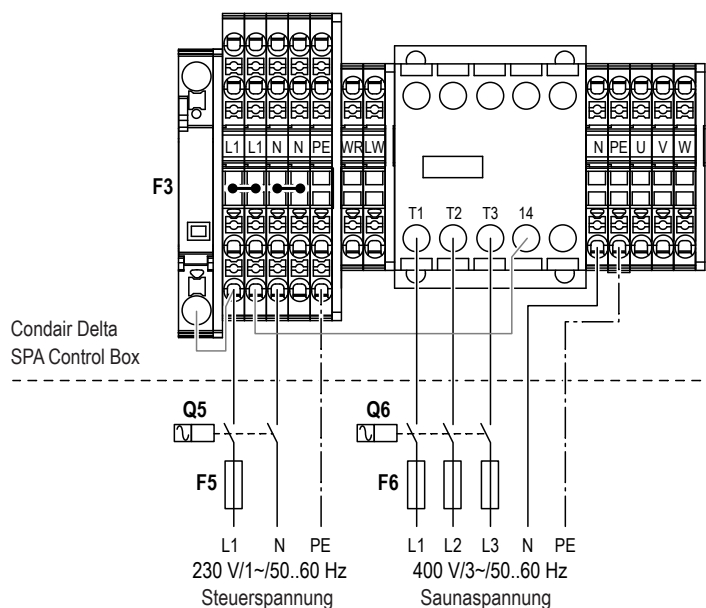 L1 L1 N N PE WR LW N PE U V W
F3
T1 T2 T3 14
Condair Delta
SPA Control Box
Q5 Q6
F5 F6
L1 N PE L1 L2 L3 N PE
230 V/1~/50..60 Hz 400 V/3~/50..60 Hz
Steuerspannung Saunaspannung